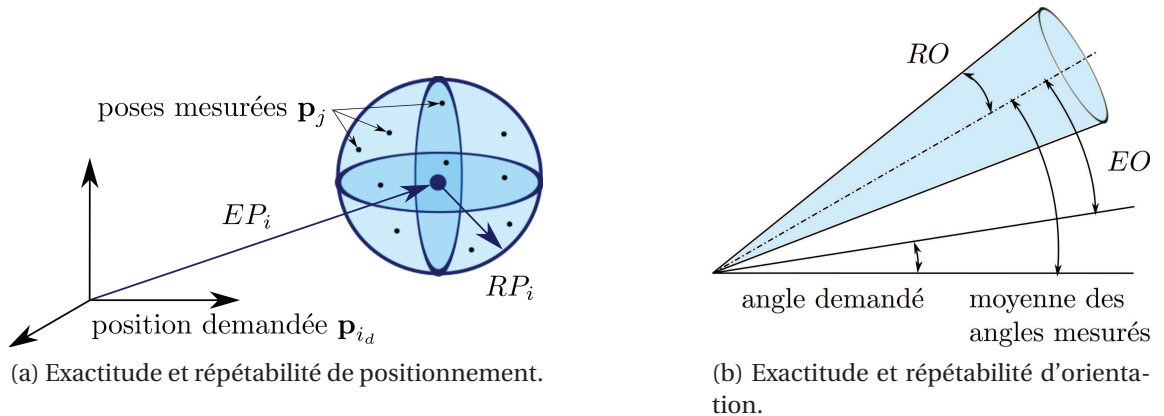 poses mesurées p_j
EP_i
RP_i
position demandée p_{i_d}
(a) Exactitude et répétabilité de positionnement.
RO
EO
angle demandé
moyenne des
angles mesurés
(b) Exactitude et répétabilité d'orienta-
tion.